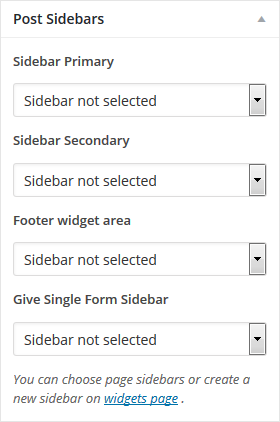 Post Sidebars
Sidebar Primary
Sidebar not selected
Sidebar Secondary
Sidebar not selected
Footer widget area
Sidebar not selected
Give Single Form Sidebar
Sidebar not selected
You can choose page sidebars or create a
new sidebar on widgets page .